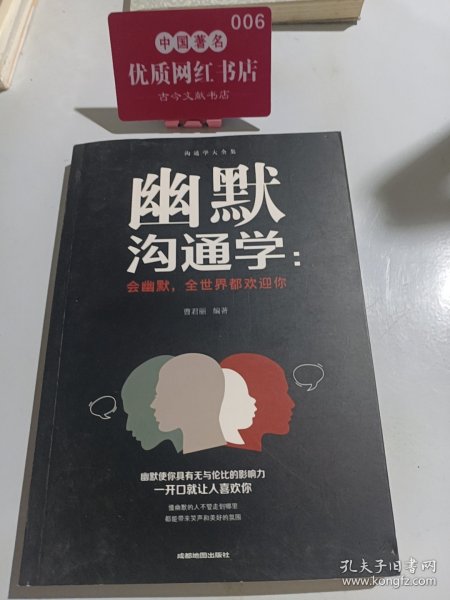 006
中国著名
优质网红书店
古今文献书店
沟通学大全集
幽默
沟通学：
会幽默，全世界都欢迎你
曹君丽 编著
幽默使你具有无与伦比的影响力
一开口就让人喜欢你
懂幽默的人不管走到哪里
都能带来笑声和美好的氛围
成都地图出版社
孔夫子旧书网
www.kongfz.com